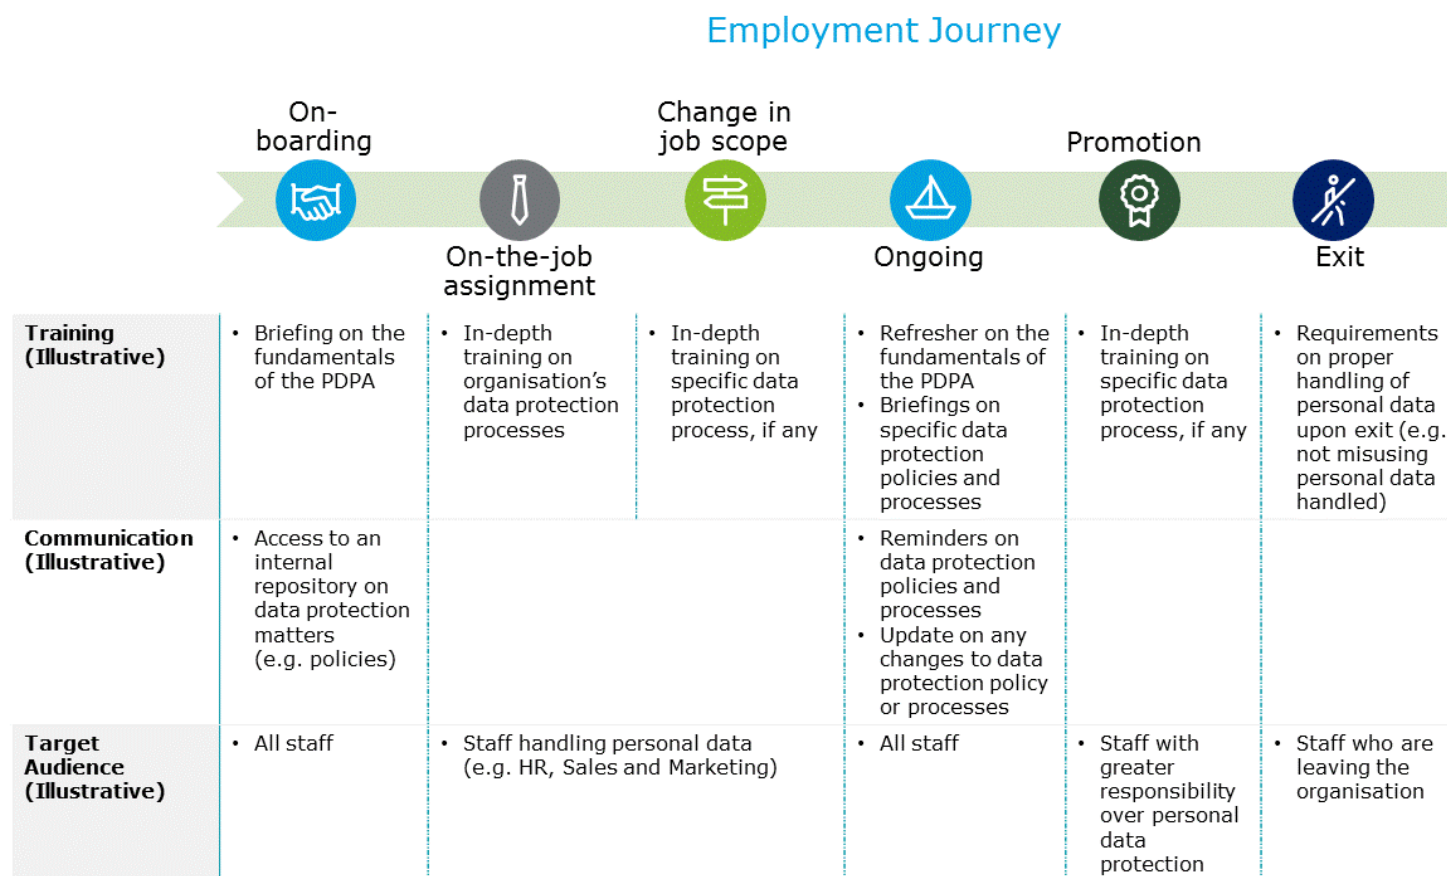 Employment Journey
On-
boarding
On-the-job
assignment
Change in
job scope
Ongoing
Promotion
Exit
Training
(Illustrative)
• Briefing on the
fundamentals
of the PDPA
• In-depth
training on
organisation’s
data protection
processes
• In-depth
training on
specific data
protection
process, if any
• Refresher on the
fundamentals of
the PDPA
• Briefings on
specific data
protection
policies and
processes
• In-depth
training on
specific data
protection
process, if any
• Requirements
on proper
handling of
personal data
upon exit (e.g.
not misusing
personal data
handled)
Communication
(Illustrative)
• Access to an
internal
repository on
data protection
matters
(e.g. policies)
• Reminders on
data protection
policies and
processes
• Update on any
changes to data
protection policy
or processes
Target
Audience
(Illustrative)
• All staff
• Staff handling personal data
(e.g. HR, Sales and Marketing)
• All staff
• Staff with
greater
responsibility
over personal
data
protection
• Staff who are
leaving the
organisation